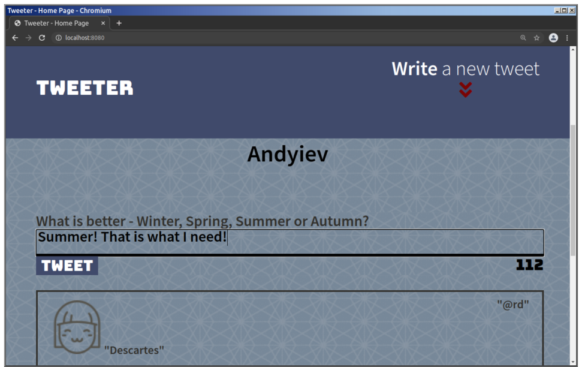 Tweeter - Home Page - Chromium
Tweeter - Home Page
localhost:8080
TWEETER
Write a new tweet
Andyiev
What is better - Winter, Spring, Summer or Autumn?
Summer! That is what I need!
TWEET 112
"@rd"
"Descartes"